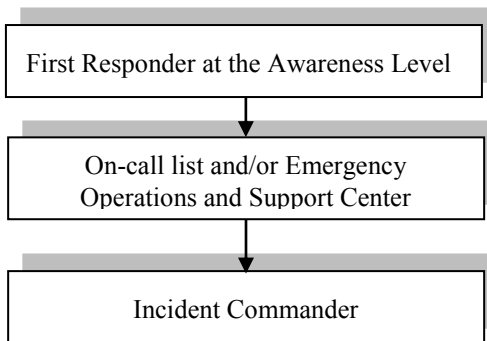 First Responder at the Awareness Level
On-call list and/or Emergency
Operations and Support Center
Incident Commander